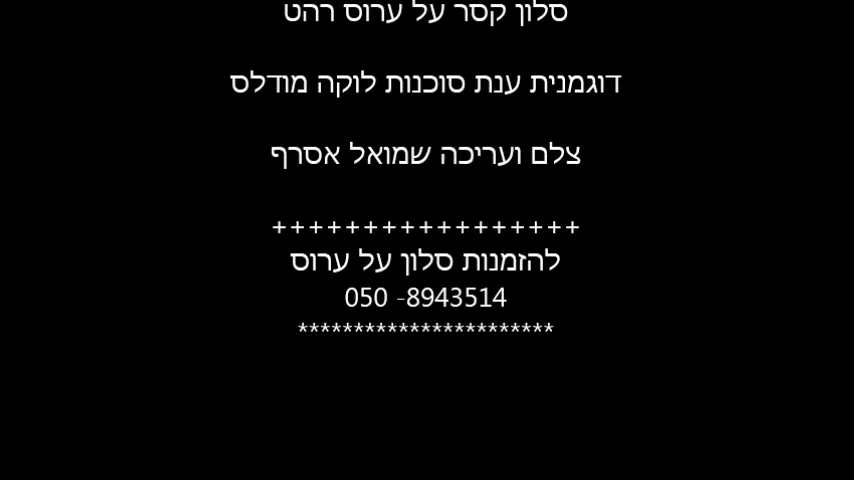 סלון קסר על ערוס רהט
דוגמנית ענת סוכנות לוקה מודלס
צלם ועריכה שמואל אסרף
+++++++++++++++++
להזמנות סלון על ערוס
050 -8943514
***********************